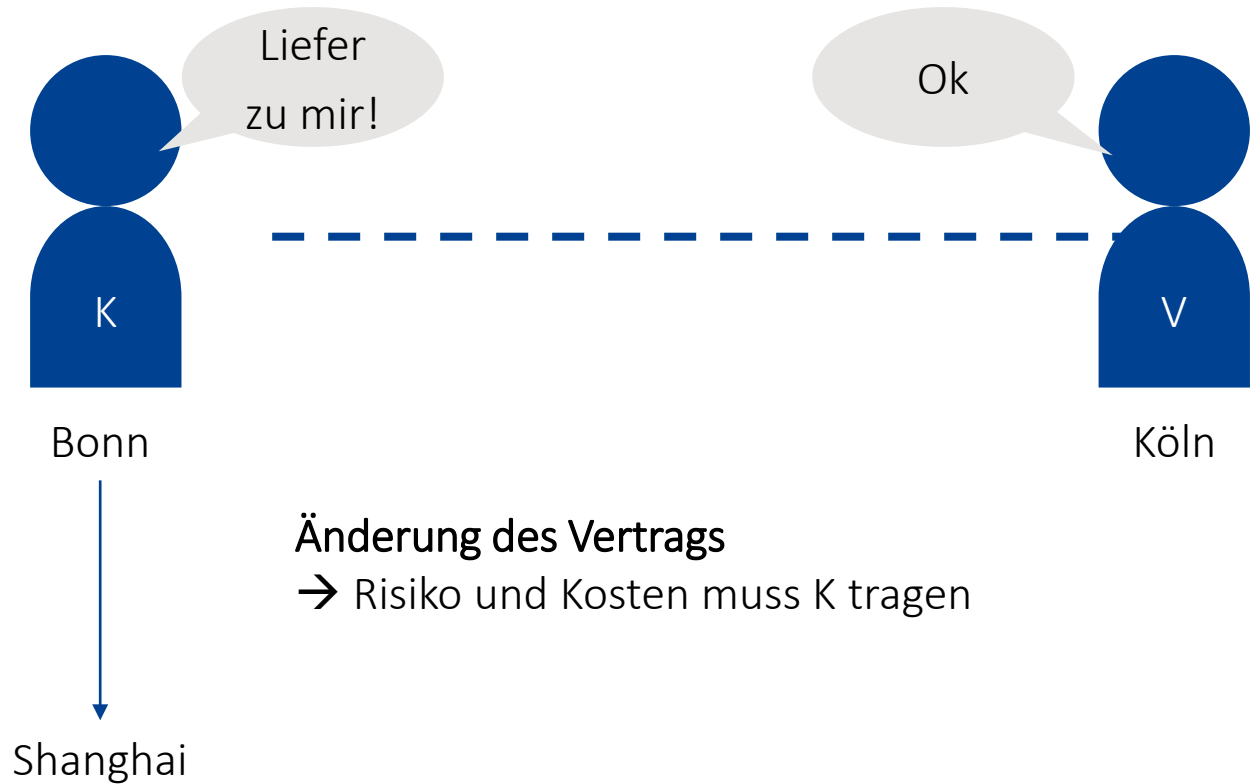 Liefer
zu mir!
Ok
K
V
Bonn
Köln
Änderung des Vertrags
→ Risiko und Kosten muss K tragen
Shanghai